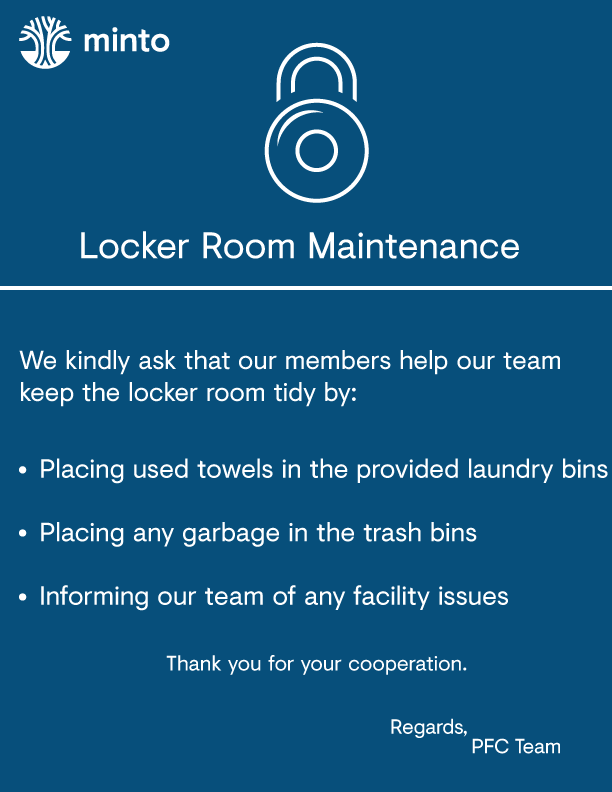 minto
Locker Room Maintenance
We kindly ask that our members help our team
keep the locker room tidy by:
• Placing used towels in the provided laundry bins
• Placing any garbage in the trash bins
• Informing our team of any facility issues
Thank you for your cooperation.
Regards,
PFC Team